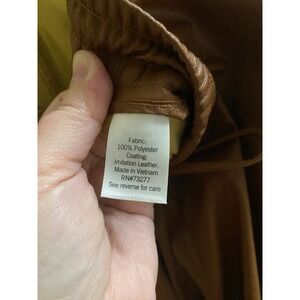 Fabric:
100% Polyester
Coating:
Imitation Leather.
Made in Vietnam
RN#73277
See reverse for care